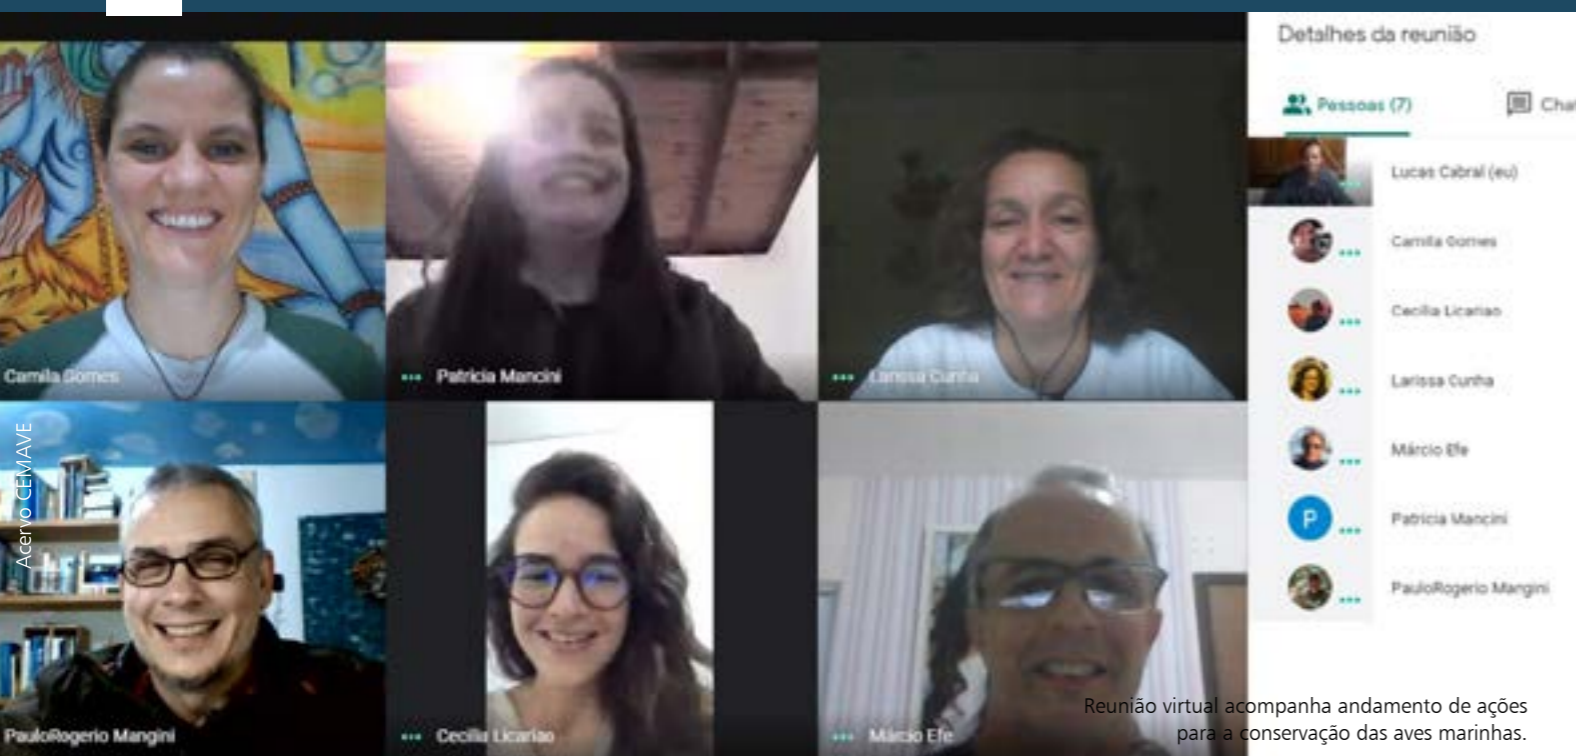 Detalhes da reunião
Pessoas (7)
Chat
Lucas Cabral (eu)
Camila Gomes
Cecilia Licariao
Larissa Cunha
Márcio Efe
P
Patricia Mancini
PauloRogerio Mangini
Camila Gomes
Patricia Mancini
Larissa Cunha
PauloRogerio Mangini
Cecilia Licariao
Márcio Efe
Acervo CEMAVE
Reunião virtual acompanha andamento de ações
para a conservação das aves marinhas.